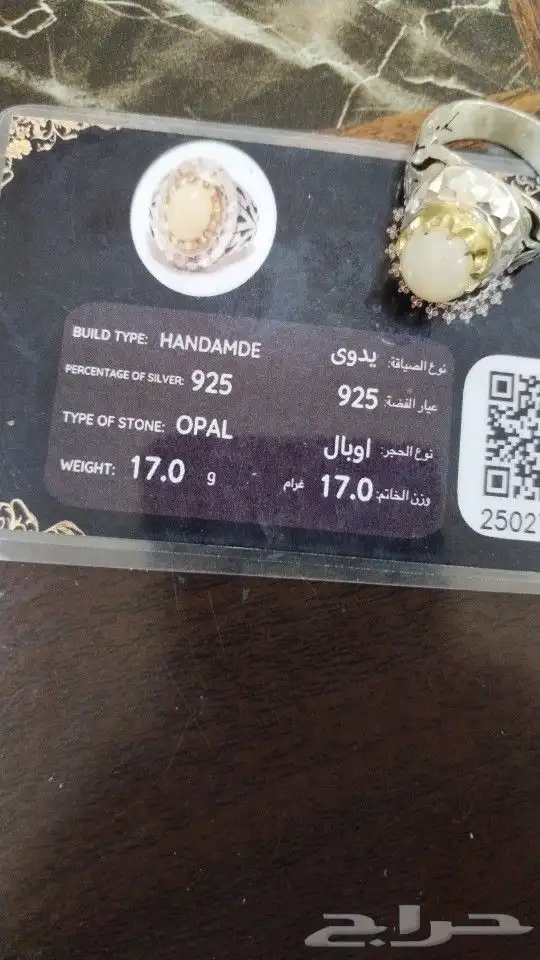 BUILD TYPE: HANDAMDE
نوع الصياقة: يدوى
PERCENTAGE OF SILVER: 925
عيار الفضة: 925
TYPE OF STONE: OPAL
نوع الحجر: اوبال
WEIGHT: 17.0 g
وزن الخاتم: 17.0 غرام
2502
حراج